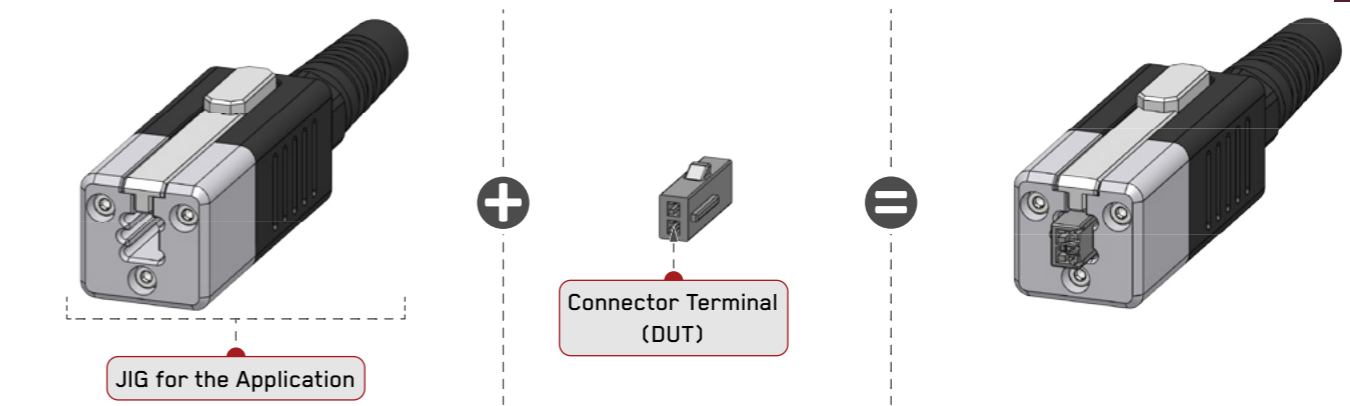 JIG for the Application
Connector Terminal
(DUT)